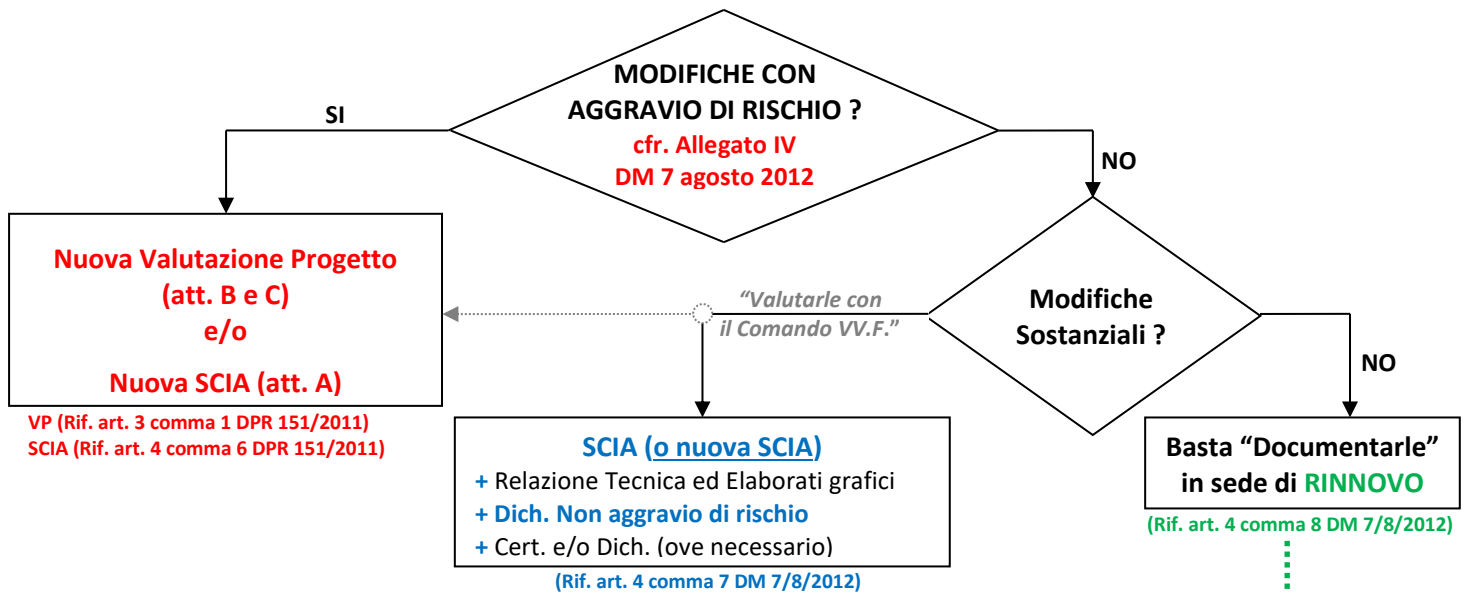 MODIFICHE CON
AGGRAVIO DI RISCHIO ?
cfr. Allegato IV
DM 7 agosto 2012
SI
NO
Nuova Valutazione Progetto
(att. B e C)
e/o
Nuova SCIA (att. A)
VP (Rif. art. 3 comma 1 DPR 151/2011)
SCIA (Rif. art. 4 comma 6 DPR 151/2011)
“Valutarle con
il Comando VV.F.”
Modifiche
Sostanziali ?
NO
SCIA (o nuova SCIA)
+ Relazione Tecnica ed Elaborati grafici
+ Dich. Non aggravio di rischio
+ Cert. e/o Dich. (ove necessario)
(Rif. art. 4 comma 7 DM 7/8/2012)
Basta “Documentarle”
in sede di RINNOVO
(Rif. art. 4 comma 8 DM 7/8/2012)